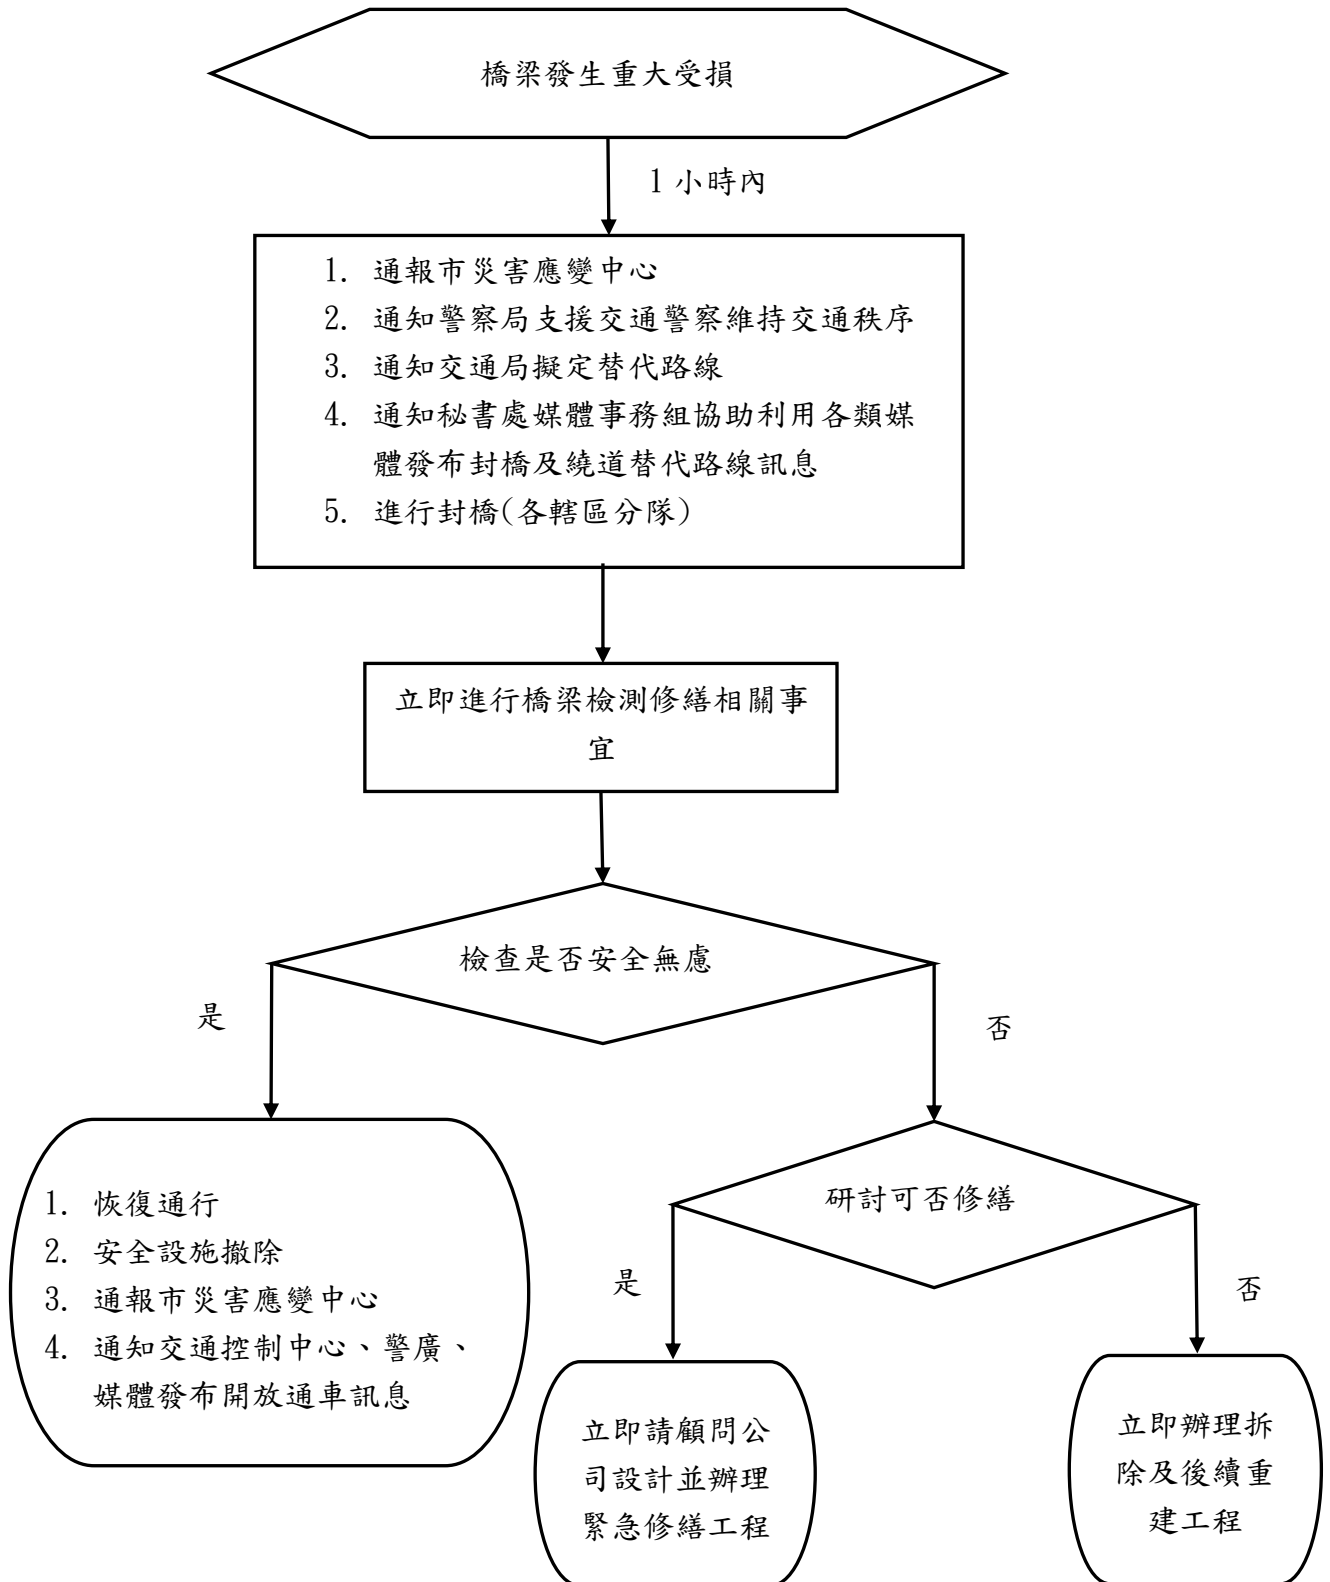 橋梁發生重大受損
1 小時內
1. 通報市災害應變中心
2. 通知警察局支援交通警察維持交通秩序
3. 通知交通局擬定替代路線
4. 通知秘書處媒體事務組協助利用各類媒
體發布封橋及繞道替代路線訊息
5. 進行封橋(各轄區分隊)
立即進行橋梁檢測修繕相關事
宜
檢查是否安全無慮
是
否
1. 恢復通行
2. 安全設施撤除
3. 通報市災害應變中心
4. 通知交通控制中心、警廣、
媒體發布開放通車訊息
研討可否修繕
是
否
立即請顧問公
司設計並辦理
緊急修繕工程
立即辦理拆
除及後續重
建工程